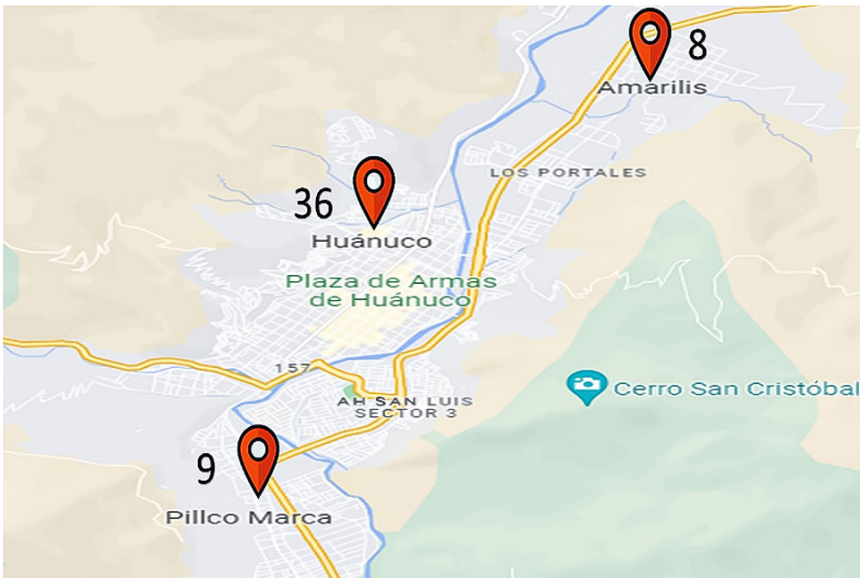 8
Amarilis
LOS PORTALES
36
Huánuco
Plaza de Armas
de Huánuco
157
Cerro San Cristóbal
AH SAN LUIS
SECTOR 3
9
Pillco Marca